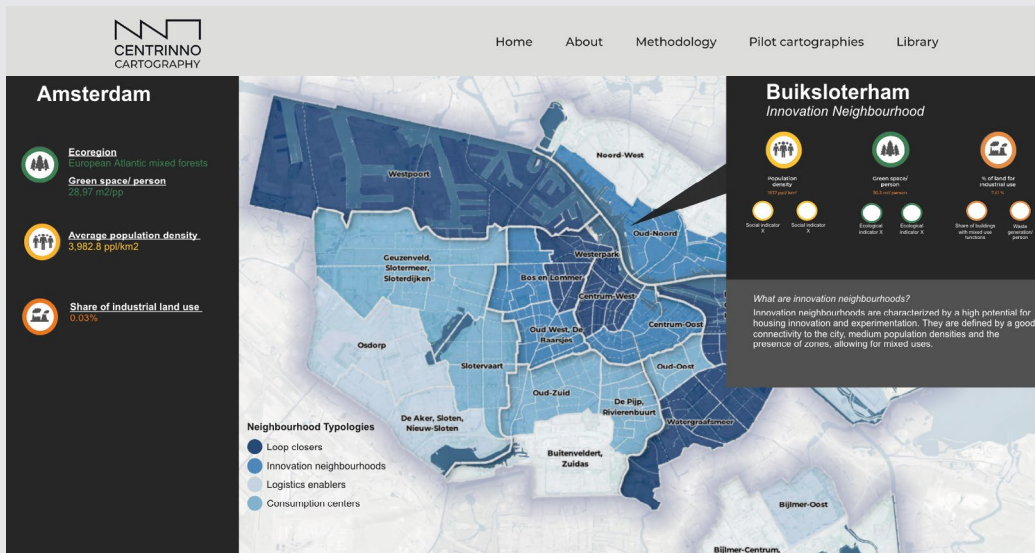 CENTRINNO
CARTOGRAPHY
Home About Methodology Pilot cartographies Library
Amsterdam
Ecoregion
European Atlantic mixed forests
Green space/ person
28,97 m2/pp
Average population density
3,982.8 ppl/km2
Share of industrial land use
0.03%
Noord-West
Westpoort
Oud-Noord
Westerpark
Geuzenveld,
Slotermeer,
Sloterdijken
Bos en Lommer
Centrum-West
Centrum-Oost
Oud West, De
Baarsjes
Osdorp
Slotervaart
Oud-Oost
Oud-Zuid
De Pijp,
Rivierenbuurt
De Aker, Sloten,
Nieuw-Sloten
Watergraafsmeer
Buitenveldert,
Zuidas
Bijlmer-Oost
Bijlmer-Centrum,
Neighbourhood Typologies
Loop closers
Innovation neighbourhoods
Logistics enablers
Consumption centers
Buiksloterham
Innovation Neighbourhood
Population
density
Green space/
person
% of land for
industrial use
Social indicator
X
Social indicator
X
Ecological
indicator X
Ecological
indicator X
Share of buildings
with mixed use
functions
Waste
generation/
person
What are innovation neighbourhoods?
Innovation neighbourhoods are characterized by a high potential for
housing innovation and experimentation. They are defined by a good
connectivity to the city, medium population densities and the
presence of zones, allowing for mixed uses.